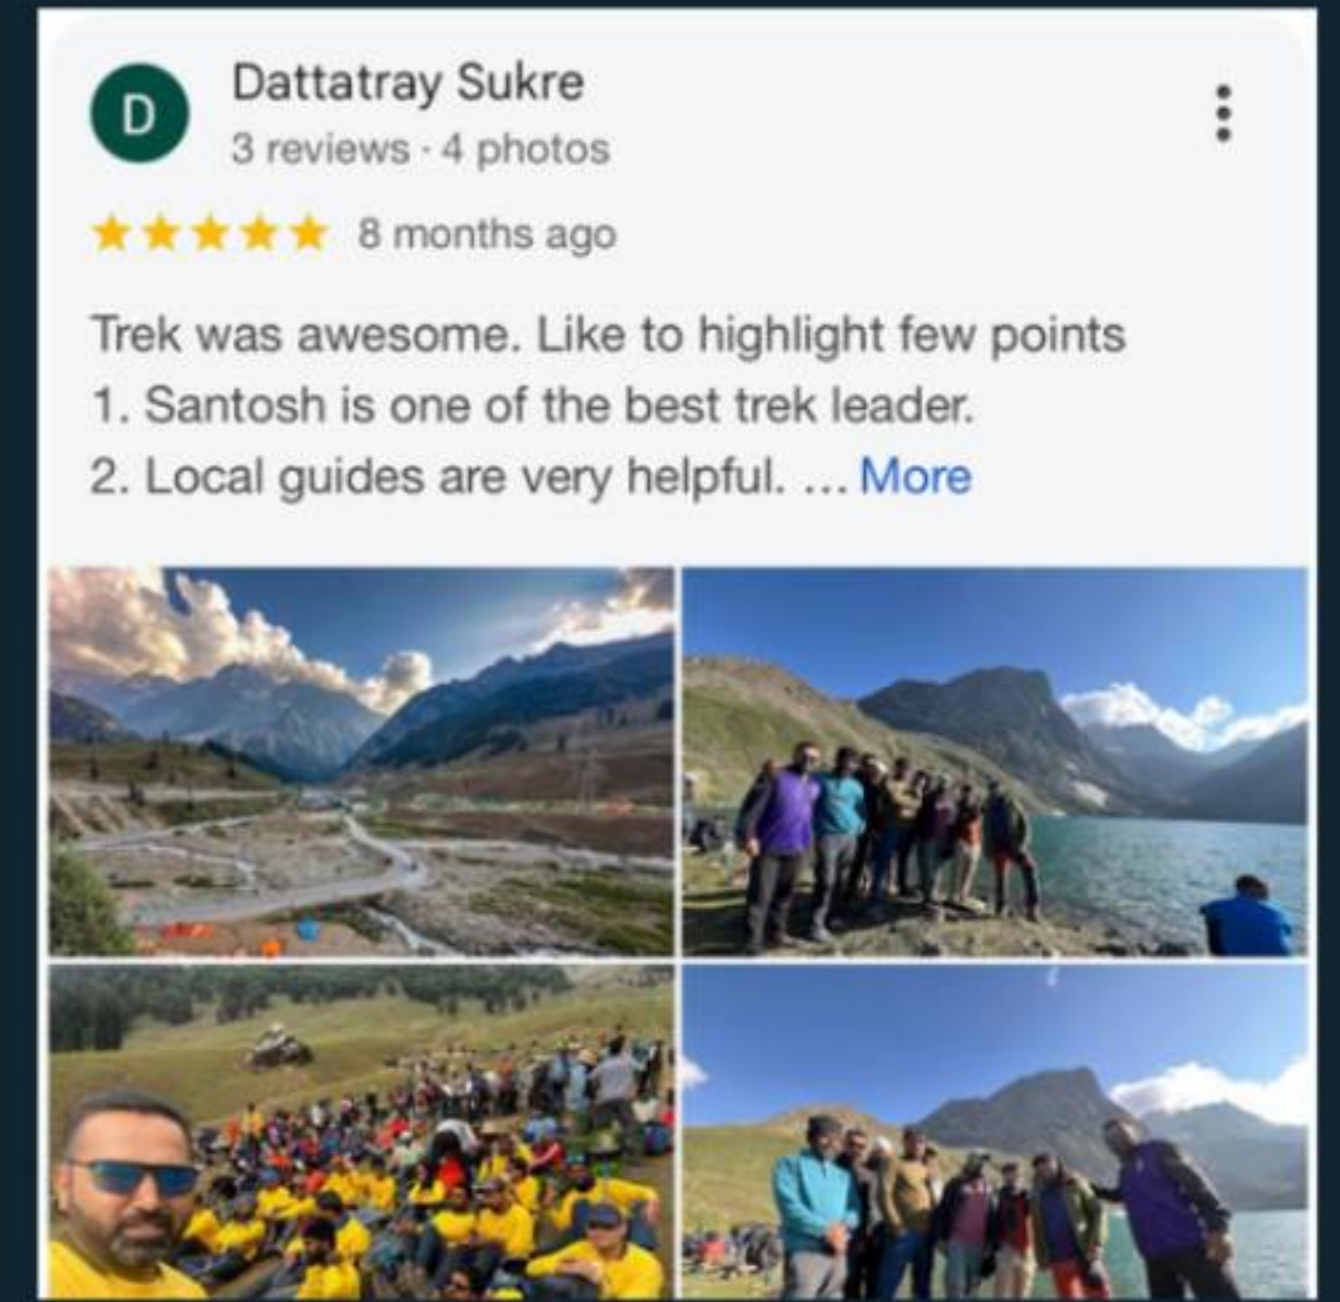 D
Dattatray Sukre
3 reviews · 4 photos
8 months ago
Trek was awesome. Like to highlight few points
1. Santosh is one of the best trek leader.
2. Local guides are very helpful. ... More